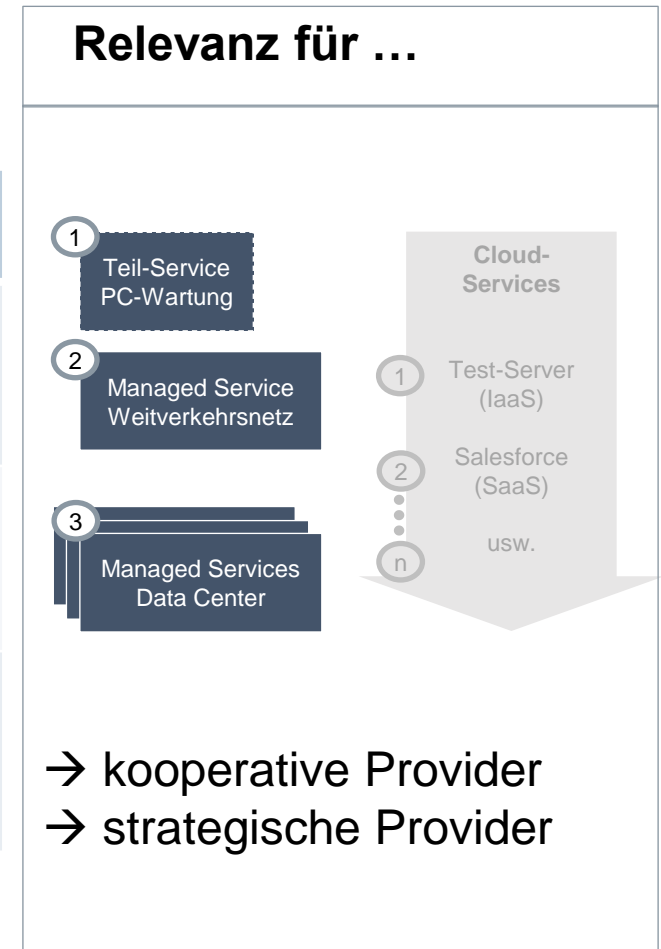 Relevanz für …
1
Teil-Service
PC-Wartung
2
Managed Service
Weitverkehrsnetz
3
Managed Services
Data Center
Cloud-
Services
1
Test-Server
(IaaS)
2
Salesforce
(SaaS)
n
usw.
→ kooperative Provider
→ strategische Provider